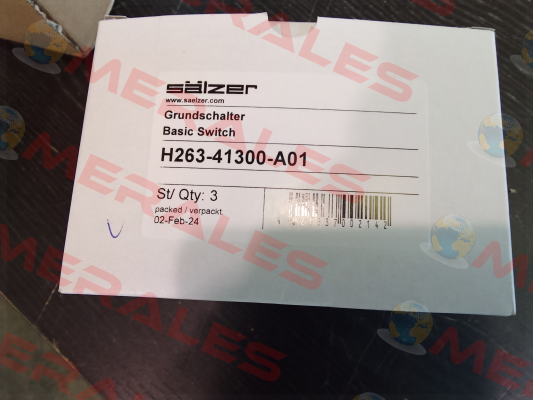 sälzer
www.saelzer.com
Grundschalter
Basic Switch
H263-41300-A01
St/ Qty: 3
packed / verpackt
02-Feb-24
MERALES
MERALES
MERALES
MERALES